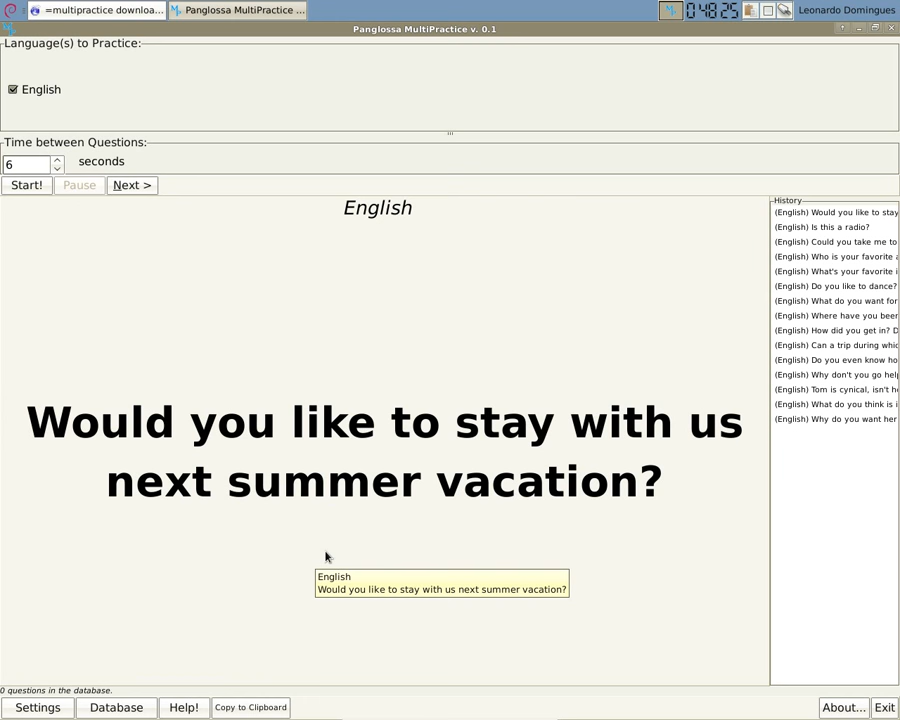 =multipractice downloa...
Panglossa MultiPractice ...
04:48:25
Leonardo Domingues
Panglossa MultiPractice v. 0.1
Language(s) to Practice:
English
Time between Questions:
6
seconds
Start!
Pause
Next >
English
Would you like to stay with us
next summer vacation?
English
Would you like to stay with us next summer vacation?
History
(English) Would you like to stay
(English) Is this a radio?
(English) Could you take me to
(English) Who is your favorite a
(English) What's your favorite i
(English) Do you like to dance?
(English) What do you want for
(English) Where have you been
(English) How did you get in? D
(English) Can a trip during whic
(English) Do you even know ho
(English) Why don't you go help
(English) Tom is cynical, isn't he
(English) What do you think is i
(English) Why do you want her
0 questions in the database.
Settings
Database
Help!
Copy to Clipboard
About...
Exit